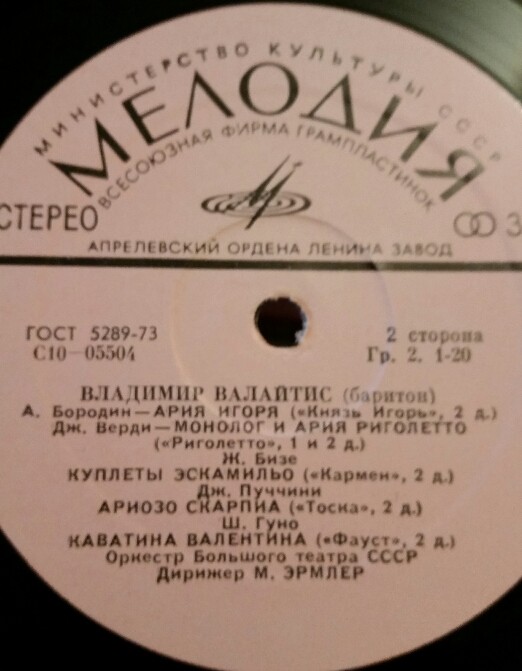 МИНИСТЕРСТВО КУЛЬТУРЫ СССР
МЕЛОДИЯ
ВСЕСОЮЗНАЯ ФИРМА ГРАМПЛАСТИНОК
СТЕРЕО
3
АПРЕЛЕВСКИЙ ОРДЕНА ЛЕНИНА ЗАВОД
ГОСТ 5289-73
2 сторона
С10—05504
Гр. 2. 1-20
ВЛАДИМИР ВАЛАЙТИС (баритон)
А. Бородин—АРИЯ ИГОРЯ («Князь Игорь», 2 д.)
Дж. Верди—МОНОЛОГ И АРИЯ РИГОЛЕТТО
(«Риголетто», 1 и 2 д.)
Ж. Бизе
КУПЛЕТЫ ЭСКАМИЛЬО («Кармен», 2 д.)
Дж. Пуччини
АРИОЗО СКАРПИА («Тоска», 2 д.)
Ш. Гуно
КАВАТИНА ВАЛЕНТИНА («Фауст», 2 д.)
Оркестр Большого театра СССР
Дирижер М. ЭРМЛЕР